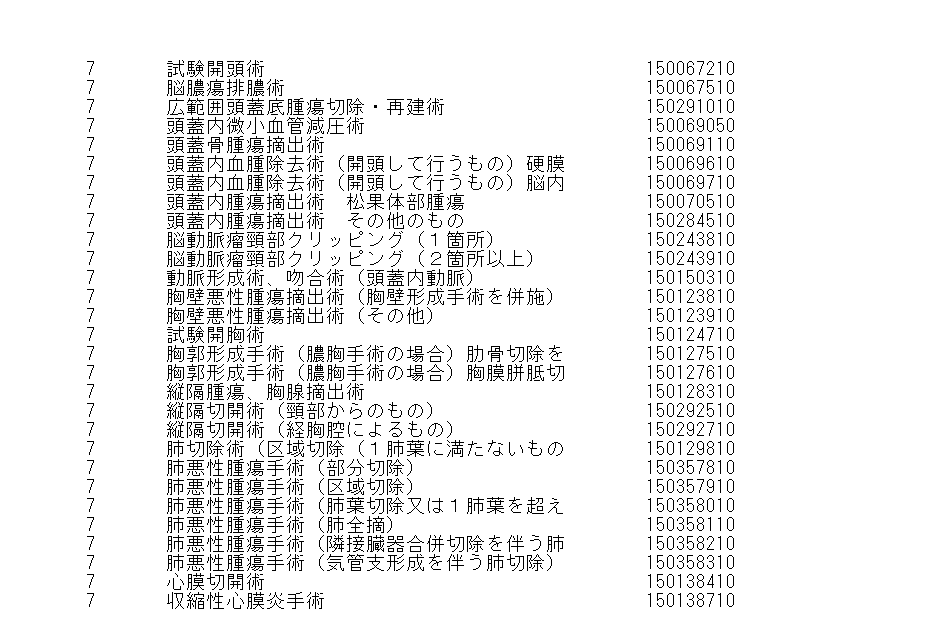 7 試験開頭術 150067210
7 脳膿瘍排膿術 150067510
7 広範囲頭蓋底腫瘍切除・再建術 150291010
7 頭蓋内微小血管減圧術 150069050
7 頭蓋骨腫瘍摘出術 150069110
7 頭蓋内血腫除去術（開頭して行うもの）硬膜 150069610
7 頭蓋内血腫除去術（開頭して行うもの）脳内 150069710
7 頭蓋内腫瘍摘出術　松果体部腫瘍 150070510
7 頭蓋内腫瘍摘出術　その他のもの 150284510
7 脳動脈瘤頸部クリッピング（１箇所） 150243810
7 脳動脈瘤頸部クリッピング（２箇所以上） 150243910
7 動脈形成術、吻合術（頭蓋内動脈） 150150310
7 胸壁悪性腫瘍摘出術（胸壁形成手術を併施） 150123810
7 胸壁悪性腫瘍摘出術（その他） 150123910
7 試験開胸術 150124710
7 胸郭形成手術（膿胸手術の場合）肋骨切除を 150127510
7 胸郭形成手術（膿胸手術の場合）胸膜胼胝切 150127610
7 縦隔腫瘍、胸腺摘出術 150128310
7 縦隔切開術（頸部からのもの） 150292510
7 縦隔切開術（経胸腔によるもの） 150292710
7 肺切除術（区域切除（１肺葉に満たないもの 150129810
7 肺悪性腫瘍手術（部分切除） 150357810
7 肺悪性腫瘍手術（区域切除） 150357910
7 肺悪性腫瘍手術（肺葉切除又は１肺葉を超え 150358010
7 肺悪性腫瘍手術（肺全摘） 150358110
7 肺悪性腫瘍手術（隣接臓器合併切除を伴う肺 150358210
7 肺悪性腫瘍手術（気管支形成を伴う肺切除） 150358310
7 心膜切開術 150138410
7 収縮性心膜炎手術 150138710